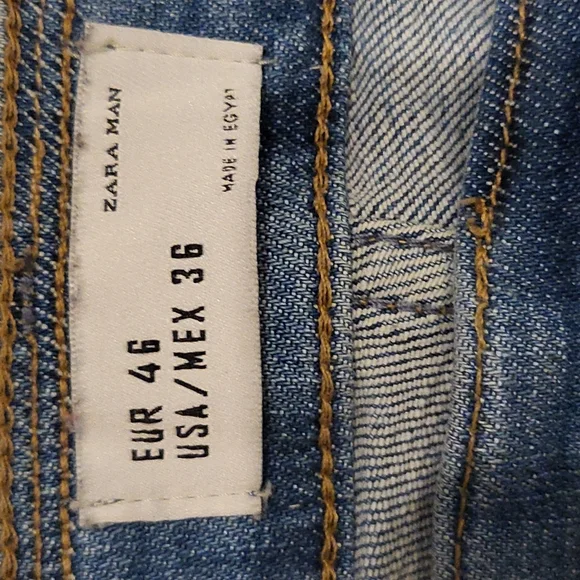 ZARA MAN
MADE IN EGYPT
EUR 46
USA/MEX 36